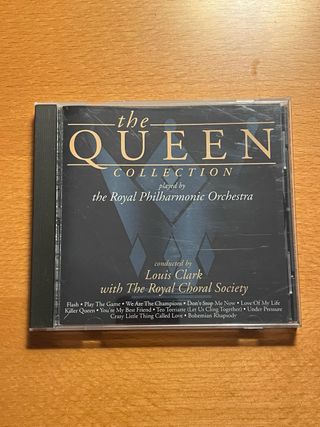 the
QUEEN
COLLECTION
played by
the Royal Philharmonic Orchestra
conducted by
Louis Clark
with The Royal Choral Society
Flash • Play The Game • We Are The Champions • Don't Stop Me Now • Love Of My Life
Killer Queen • You're My Best Friend • Teo Torriatte (Let Us Cling Together) • Under Pressure
Crazy Little Thing Called Love • Bohemian Rhapsody